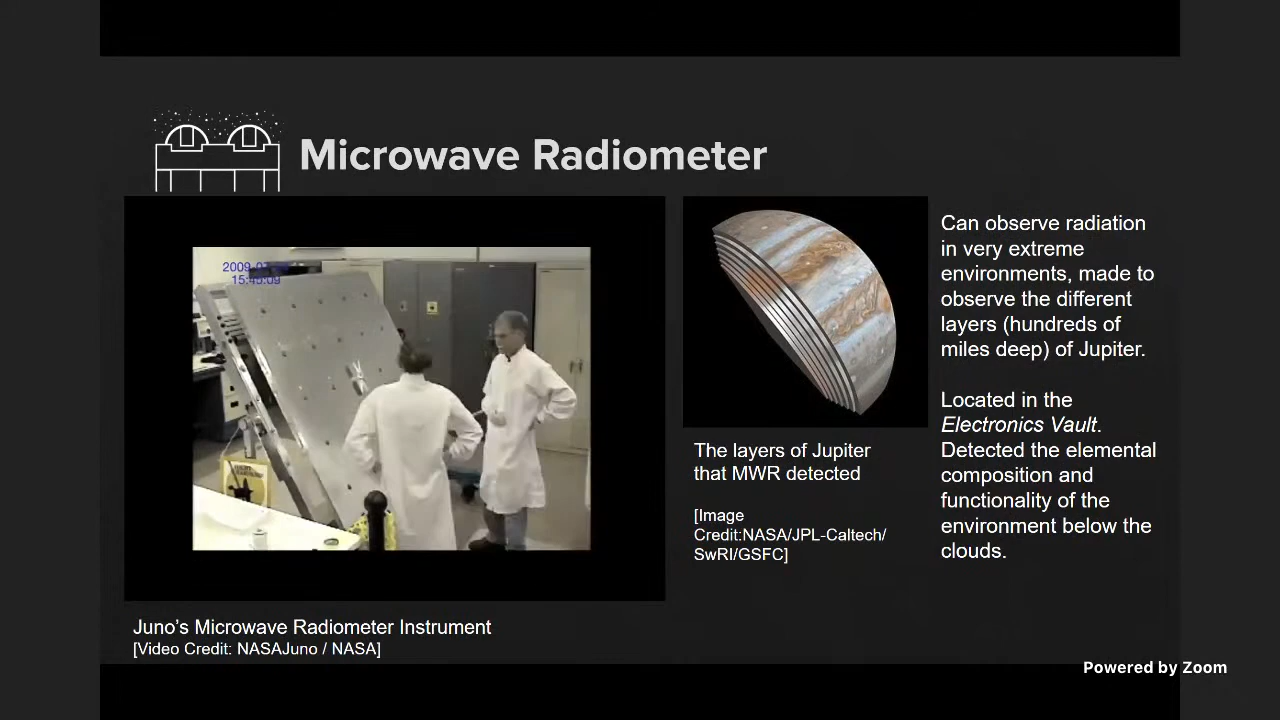 Microwave Radiometer
Can observe radiation
in very extreme
environments, made to
observe the different
layers (hundreds of
miles deep) of Jupiter.
Located in the
Electronics Vault.
Detected the elemental
composition and
functionality of the
environment below the
clouds.
The layers of Jupiter
that MWR detected
[Image
Credit:NASA/JPL-Caltech/
SwRI/GSFC]
Juno's Microwave Radiometer Instrument
[Video Credit: NASAJuno / NASA]
Powered by Zoom